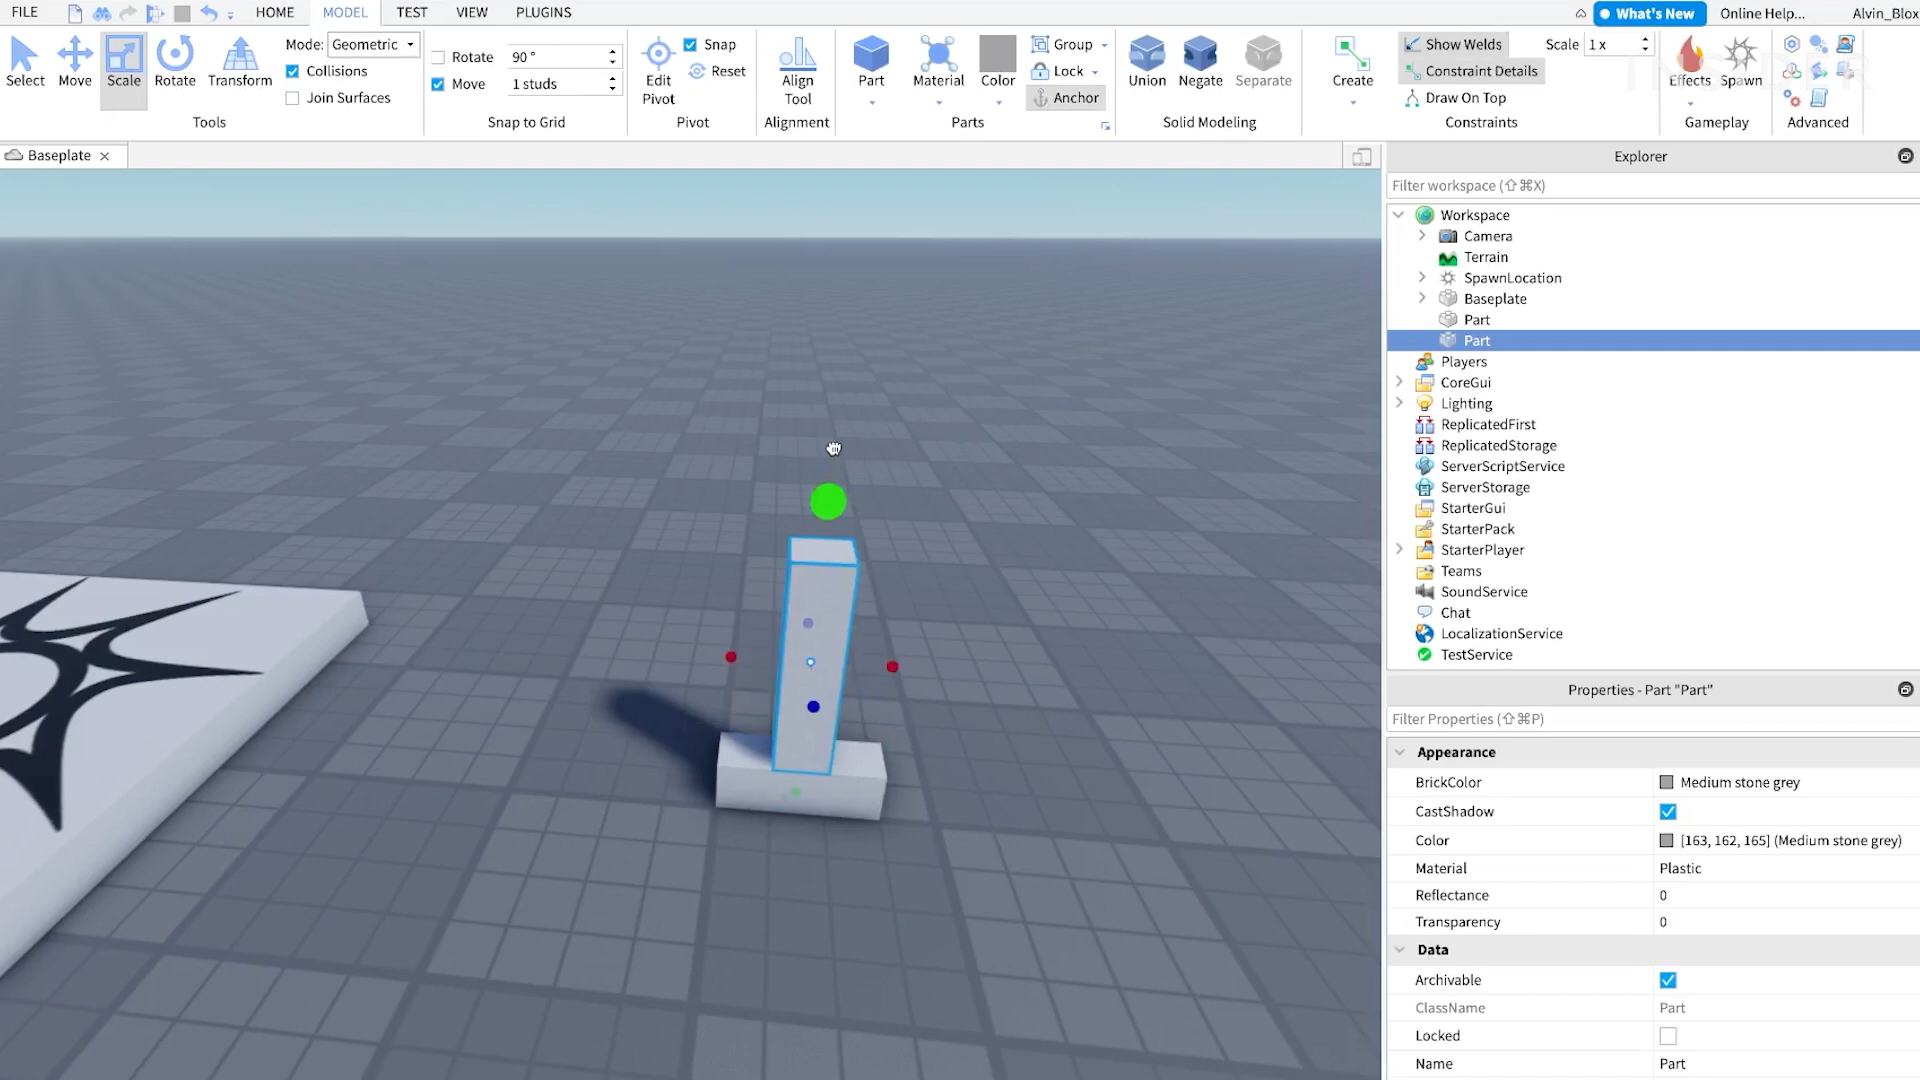 FILE HOME MODEL TEST VIEW PLUGINS What's New Online Help... Alvin_Blox
Select Move Scale Rotate Transform
Mode: Geometric
Collisions
Join Surfaces
Tools
Rotate 90 °
Move 1 studs
Snap to Grid
Edit Pivot
Snap
Reset
Pivot
Align Tool
Alignment
Part Material Color
Group
Lock
Anchor
Parts
Union Negate Separate
Solid Modeling
Create
Show Welds
Constraint Details
Draw On Top
Scale 1 x
Constraints
Effects Spawn
Gameplay
Advanced
Baseplate
Explorer
Filter workspace (⇧⌘X)
Workspace
Camera
Terrain
SpawnLocation
Baseplate
Part
Part
Players
CoreGui
Lighting
ReplicatedFirst
ReplicatedStorage
ServerScriptService
ServerStorage
StarterGui
StarterPack
StarterPlayer
Teams
SoundService
Chat
LocalizationService
TestService
Properties - Part "Part"
Filter Properties (⇧⌘P)
Appearance
BrickColor Medium stone grey
CastShadow
Color [163, 162, 165] (Medium stone grey)
Material Plastic
Reflectance 0
Transparency 0
Data
Archivable
ClassName Part
Locked
Name Part